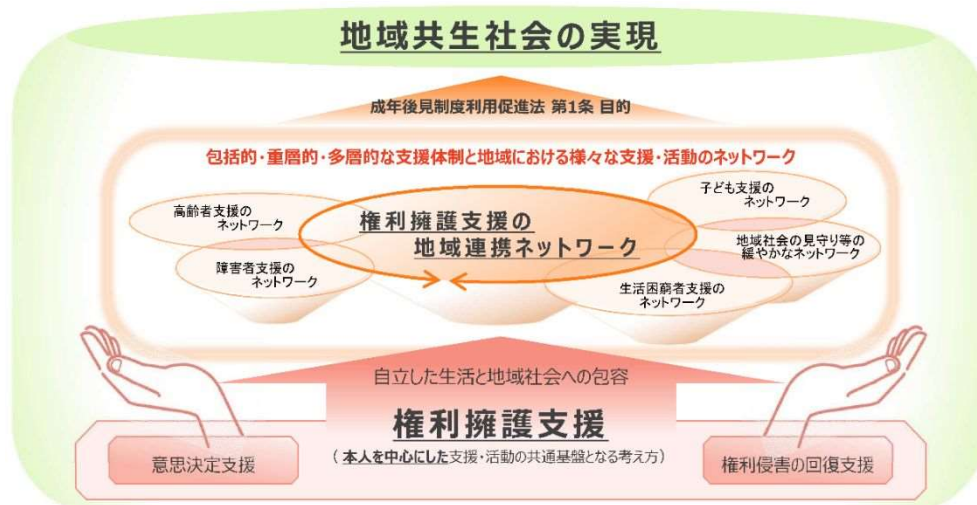 地域共生社会の実現
成年後見制度利用促進法 第1条 目的
包括的・重層的・多層的な支援体制と地域における様々な支援・活動のネットワーク
高齢者支援の
ネットワーク
障害者支援の
ネットワーク
権利擁護支援の
地域連携ネットワーク
子ども支援の
ネットワーク
地域社会の見守り等の
緩やかなネットワーク
生活困窮者支援の
ネットワーク
自立した生活と地域社会への包容
権利擁護支援
（本人を中心にした支援・活動の共通基盤となる考え方）
意思決定支援
権利侵害の回復支援